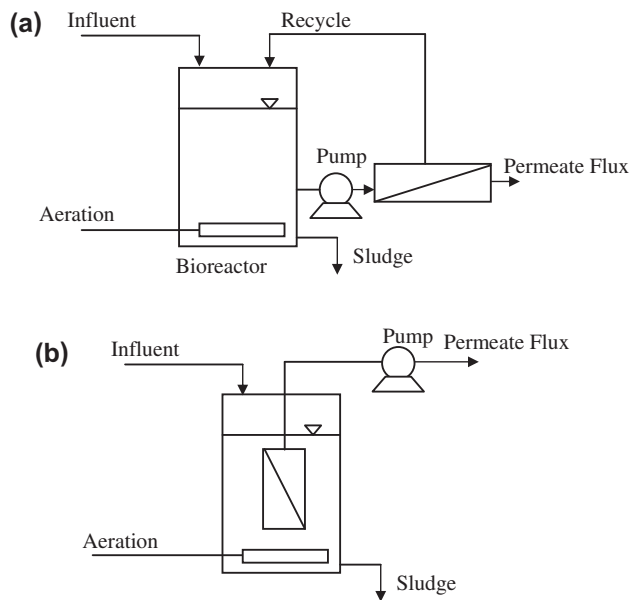 (a)
Influent
Recycle
Pump
Permeate Flux
Aeration
Bioreactor
Sludge
(b)
Influent
Pump
Permeate Flux
Aeration
Sludge